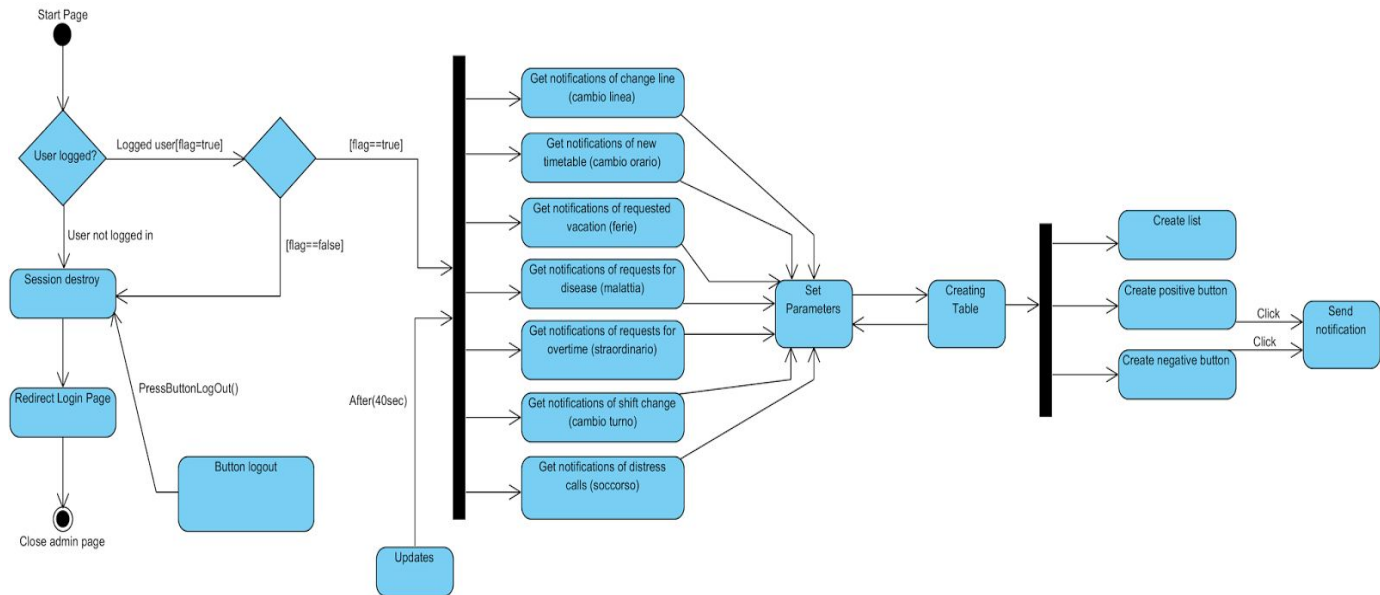 Start Page
User logged?
Logged user[flag=true]
[flag==true]
User not logged in
[flag==false]
Session destroy
Redirect Login Page
PressButtonLogOut()
Button logout
Close admin page
After(40sec)
Updates
Get notifications of change line
(cambio linea)
Get notifications of new
timetable (cambio orario)
Get notifications of requested
vacation (ferie)
Get notifications of requests for
disease (malattia)
Get notifications of requests for
overtime (straordinario)
Get notifications of shift change
(cambio turno)
Get notifications of distress
calls (soccorso)
Set
Parameters
Creating
Table
Create list
Create positive button
Create negative button
Click
Click
Send
notification